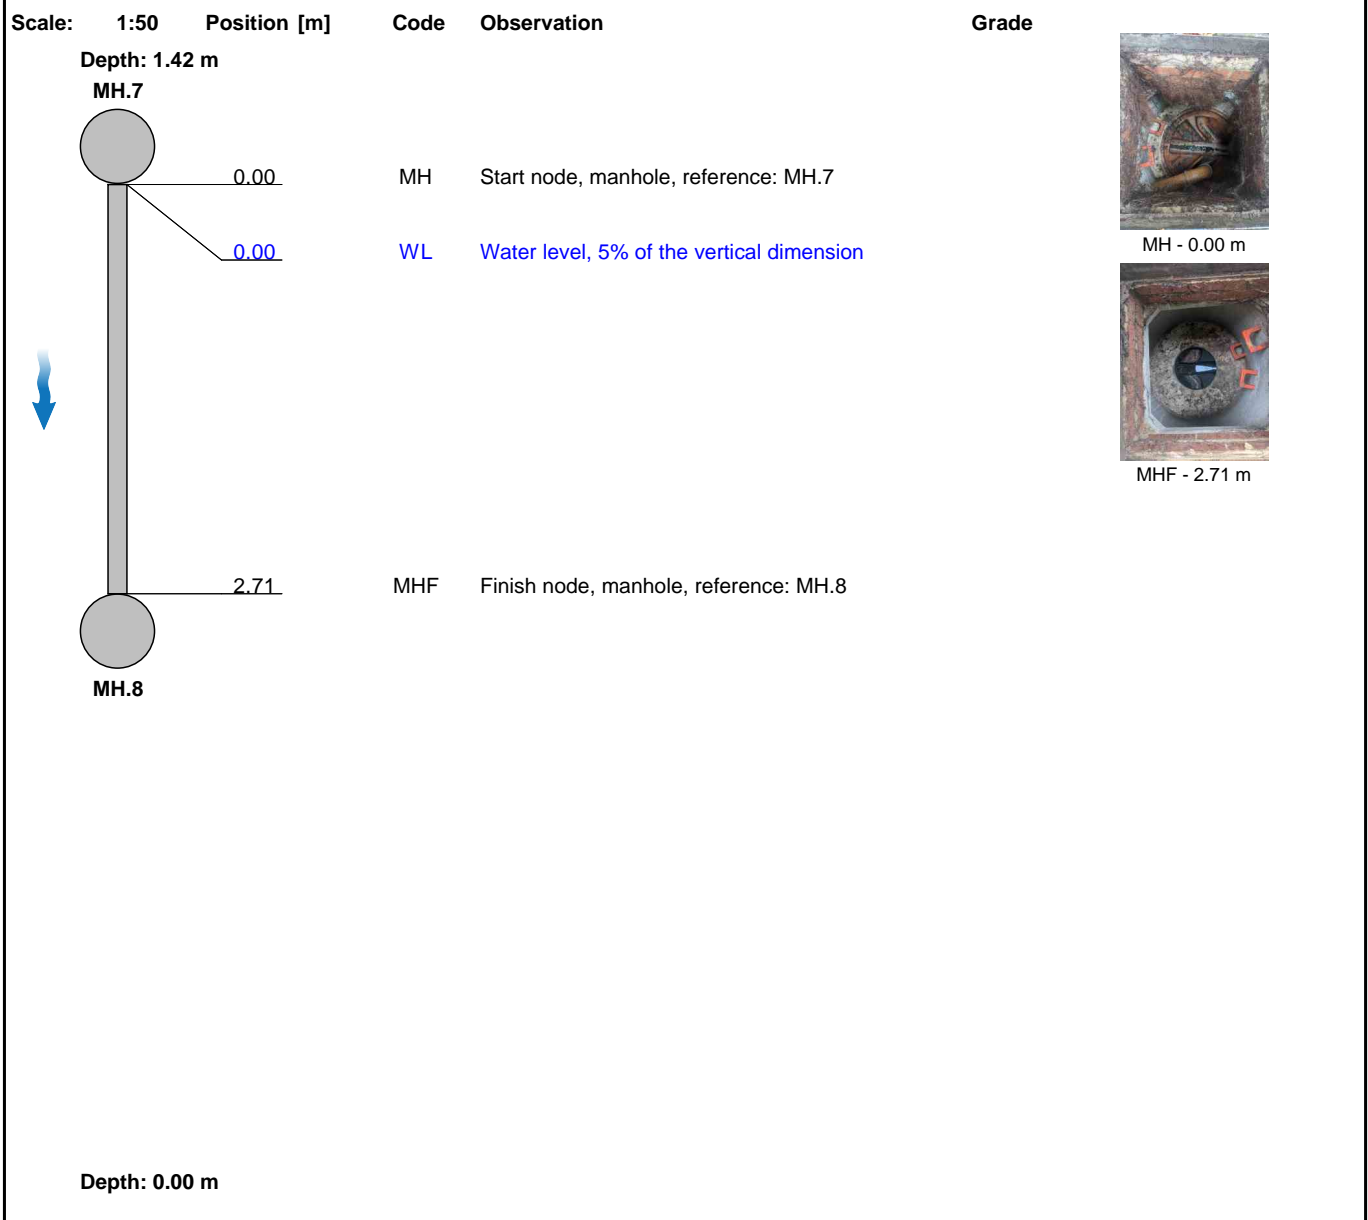 Scale: 1:50 Position [m] Code Observation Grade
Depth: 1.42 m
MH.7
0.00 MH Start node, manhole, reference: MH.7
0.00 WL Water level, 5% of the vertical dimension
MH - 0.00 m
MHF - 2.71 m
2.71 MHF Finish node, manhole, reference: MH.8
MH.8
Depth: 0.00 m